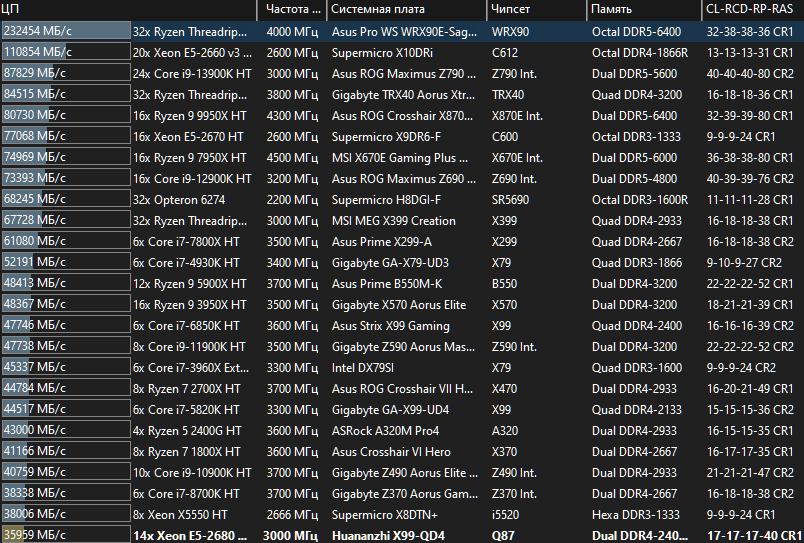 ЦП Частота ... Системная плата Чипсет Память CL-RCD-RP-RAS
232454 МБ/с 32x Ryzen Threadrip... 4000 МГц Asus Pro WS WRX90E-Sag... WRX90 Octal DDR5-6400 32-38-38-36 CR1
110854 МБ/с 20x Xeon E5-2660 v3 ... 2600 МГц Supermicro X10DRi C612 Octal DDR4-1866R 13-13-13-31 CR1
87829 МБ/с 24x Core i9-13900K HT 3000 МГц Asus ROG Maximus Z790 ... Z790 Int. Dual DDR5-5600 40-40-40-80 CR2
84515 МБ/с 32x Ryzen Threadrip... 3800 МГц Gigabyte TRX40 Aorus Xtr... TRX40 Quad DDR4-3200 16-18-18-36 CR1
80730 МБ/с 16x Ryzen 9 9950X HT 4300 МГц Asus ROG Crosshair X870... X870E Int. Dual DDR5-6400 32-39-39-80 CR1
77068 МБ/с 16x Xeon E5-2670 HT 2600 МГц Supermicro X9DR6-F C600 Octal DDR3-1333 9-9-9-24 CR1
74969 МБ/с 16x Ryzen 9 7950X HT 4500 МГц MSI X670E Gaming Plus ... X670E Int. Dual DDR5-6000 36-38-38-80 CR1
73393 МБ/с 16x Core i9-12900K HT 3200 МГц Asus ROG Maximus Z690 ... Z690 Int. Dual DDR5-4800 40-39-39-76 CR2
68245 МБ/с 32x Opteron 6274 2200 МГц Supermicro H8DGI-F SR5690 Octal DDR3-1600R 11-11-11-28 CR1
67728 МБ/с 32x Ryzen Threadrip... 3000 МГц MSI MEG X399 Creation X399 Quad DDR4-2933 16-18-18-38 CR1
61080 МБ/с 6x Core i7-7800X HT 3500 МГц Asus Prime X299-A X299 Quad DDR4-2667 16-18-18-38 CR2
52191 МБ/с 6x Core i7-4930K HT 3400 МГц Gigabyte GA-X79-UD3 X79 Quad DDR3-1866 9-10-9-27 CR2
48413 МБ/с 12x Ryzen 9 5900X HT 3700 МГц Asus Prime B550M-K B550 Dual DDR4-3200 22-22-22-52 CR1
48367 МБ/с 16x Ryzen 9 3950X HT 3500 МГц Gigabyte X570 Aorus Elite X570 Dual DDR4-3200 18-21-21-39 CR1
47746 МБ/с 6x Core i7-6850K HT 3600 МГц Asus Strix X99 Gaming X99 Quad DDR4-2400 16-16-16-39 CR2
47738 МБ/с 8x Core i9-11900K HT 3500 МГц Gigabyte Z590 Aorus Mas... Z590 Int. Dual DDR4-3200 22-22-22-52 CR2
45337 МБ/с 6x Core i7-3960X Ext... 3300 МГц Intel DX79SI X79 Quad DDR3-1600 9-9-9-24 CR2
44784 МБ/с 8x Ryzen 7 2700X HT 3700 МГц Asus ROG Crosshair VII H... X470 Dual DDR4-2933 16-20-21-49 CR1
44517 МБ/с 6x Core i7-5820K HT 3300 МГц Gigabyte GA-X99-UD4 X99 Quad DDR4-2133 15-15-15-36 CR2
43000 МБ/с 4x Ryzen 5 2400G HT 3600 МГц ASRock A320M Pro4 A320 Dual DDR4-2933 16-15-15-35 CR1
41166 МБ/с 8x Ryzen 7 1800X HT 3600 МГц Asus Crosshair VI Hero X370 Dual DDR4-2667 16-17-17-35 CR1
40759 МБ/с 10x Core i9-10900K HT 3700 МГц Gigabyte Z490 Aorus Elite ... Z490 Int. Dual DDR4-2933 21-21-21-47 CR2
38338 МБ/с 6x Core i7-8700K HT 3700 МГц Gigabyte Z370 Aorus Gam... Z370 Int. Dual DDR4-2667 16-18-18-38 CR2
38006 МБ/с 8x Xeon X5550 HT 2666 МГц Supermicro X8DTN+ i5520 Hexa DDR3-1333 9-9-9-24 CR1
35959 МБ/с 14x Xeon E5-2680 ... 3000 МГц Huananzhi X99-QD4 Q87 Dual DDR4-240... 17-17-17-40 CR1